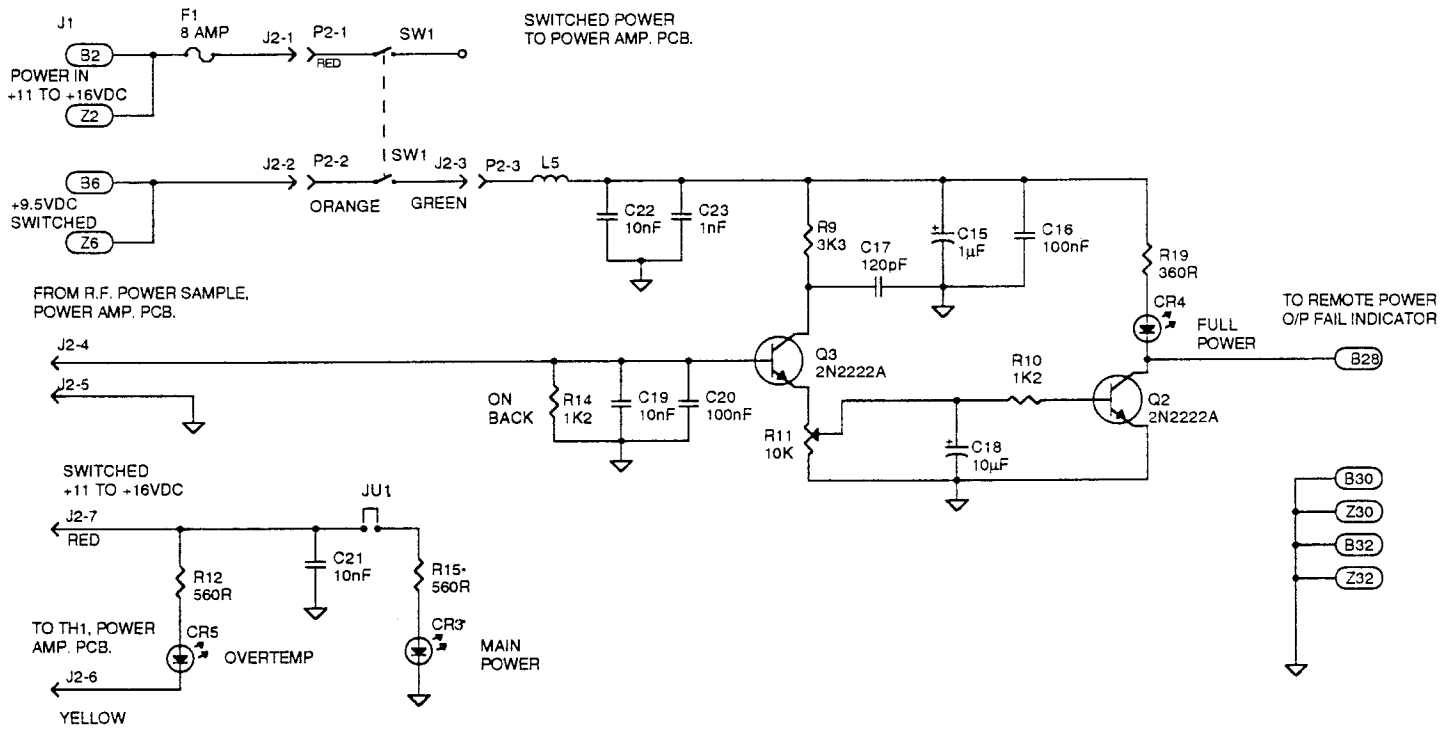 J1
F1
8 AMP
J2-1
P2-1
SW1
RED
SWITCHED POWER
TO POWER AMP. PCB.
B2
POWER IN
+11 TO +16VDC
Z2
J2-2
P2-2
SW1
J2-3
P2-3
L5
B6
ORANGE
GREEN
+9.5VDC
SWITCHED
Z6
C22
10nF
C23
1nF
R9
3K3
C17
120pF
+
C15
1µF
C16
100nF
R19
360R
CR4
FULL
POWER
TO REMOTE POWER
O/P FAIL INDICATOR
B28
FROM R.F. POWER SAMPLE,
POWER AMP. PCB.
J2-4
J2-5
ON
BACK
R14
1K2
C19
10nF
C20
100nF
Q3
2N2222A
R10
1K2
Q2
2N2222A
R11
10K
+
C18
10µF
SWITCHED
+11 TO +16VDC
J2-7
RED
JU1
R12
560R
C21
10nF
R15*
560R
TO TH1, POWER
AMP. PCB.
CR5
OVERTEMP
CR3*
MAIN
POWER
J2-6
YELLOW
B30
Z30
B32
Z32